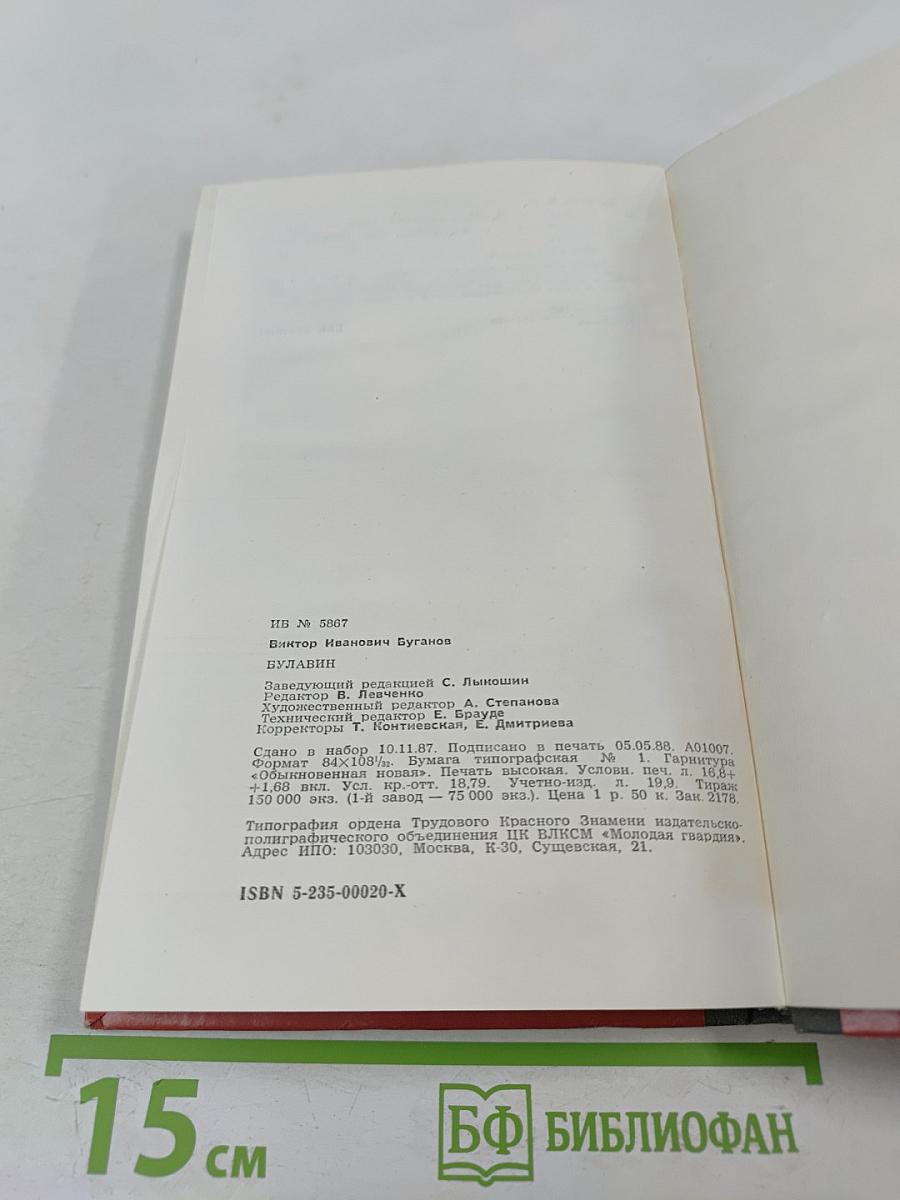 ИБ № 5867
Виктор Иванович Буганов
БУЛАВИН
Заведующий редакцией С. Лыкошин
Редактор В. Левченко
Художественный редактор А. Степанова
Технический редактор Е. Брауде
Корректоры Т. Контиевская, Е. Дмитриева
Сдано в набор 10.11.87. Подписано в печать 05.05.88. А01007.
Формат 84×108¹/₃₂. Бумага типографская № 1. Гарнитура
«Обыкновенная новая». Печать высокая. Условн. печ. л. 16,8+
+1,68 вкл. Усл. кр.-отт. 18,79. Учетно-изд. л. 19,9. Тираж
150 000 экз. (1-й завод — 75 000 экз.). Цена 1 р. 50 к. Зак. 2178.
Типография ордена Трудового Красного Знамени издательско-
полиграфического объединения ЦК ВЛКСМ «Молодая гвардия».
Адрес ИПО: 103030, Москва, К-30, Сущевская, 21.
ISBN 5-235-00020-X
15 см
БФ БИБЛИОФАН